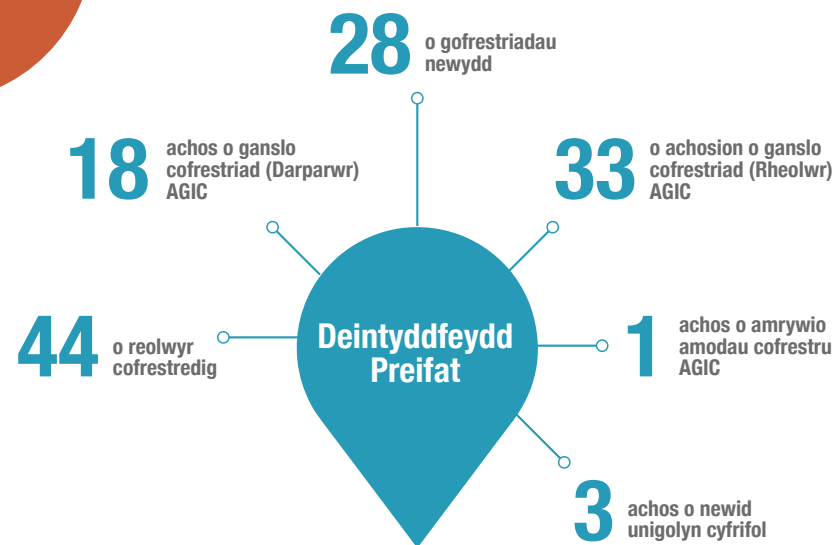 28
o gofrestriadau
newydd
18
achos o ganslo
cofrestriad (Darparwr)
AGIC
33
o achosion o ganslo
cofrestriad (Rheolwr)
AGIC
44
o reolwyr
cofrestredig
Deintyddfeydd
Preifat
1
achos o amrywio
amodau cofrestru
AGIC
3
achos o newid
unigolyn cyfrifol